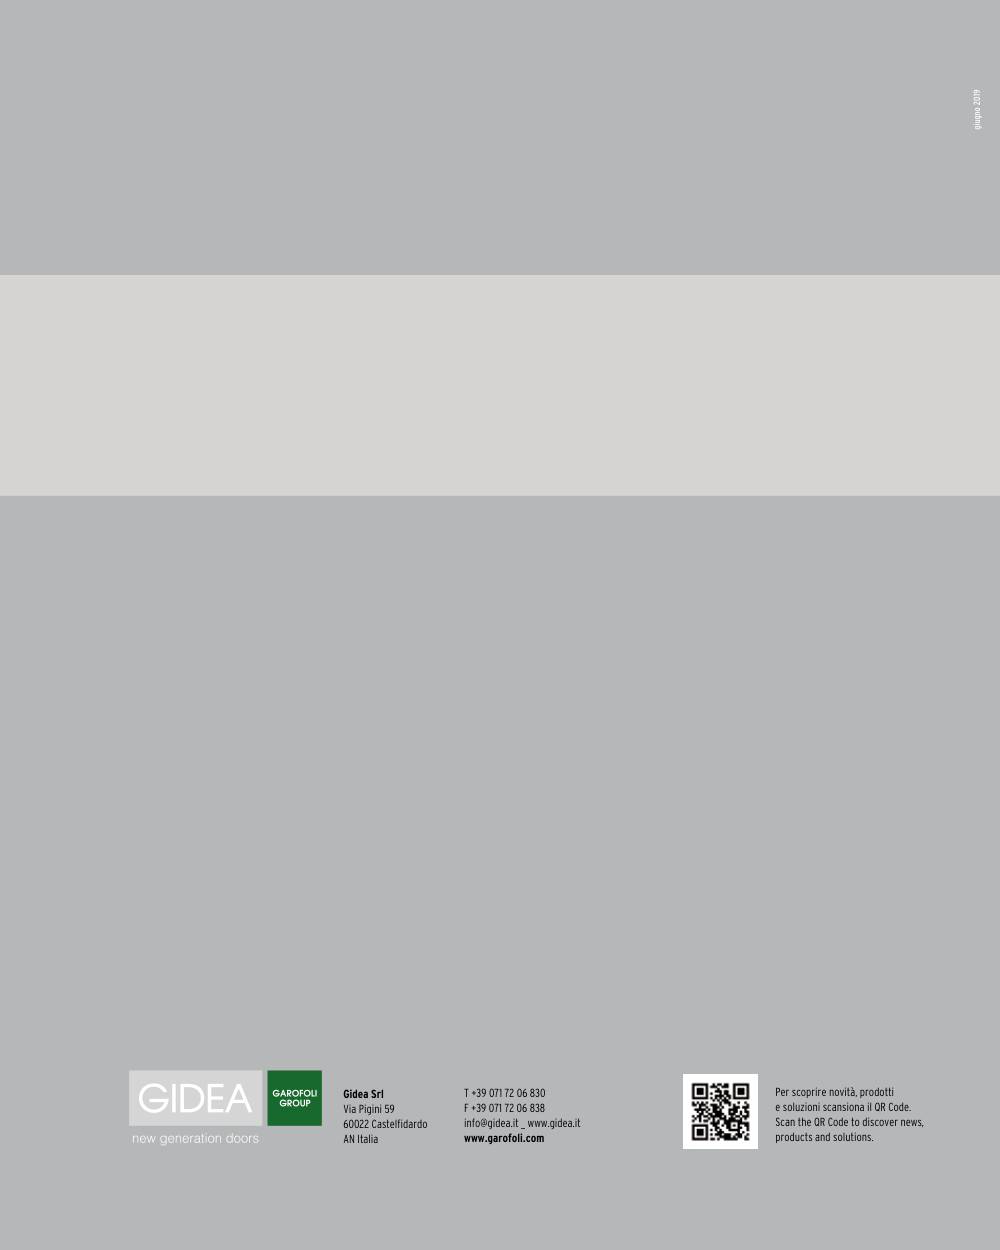 giugno 2019
GIDEA
GAROFOLI
GROUP
new generation doors
Gidea Srl
Via Pigini 59
60022 Castelfidardo
AN Italia
T +39 071 72 06 830
F +39 071 72 06 838
info@gidea.it _ www.gidea.it
www.garofoli.com
Per scoprire novità, prodotti
e soluzioni scansiona il QR Code.
Scan the QR Code to discover news,
products and solutions.